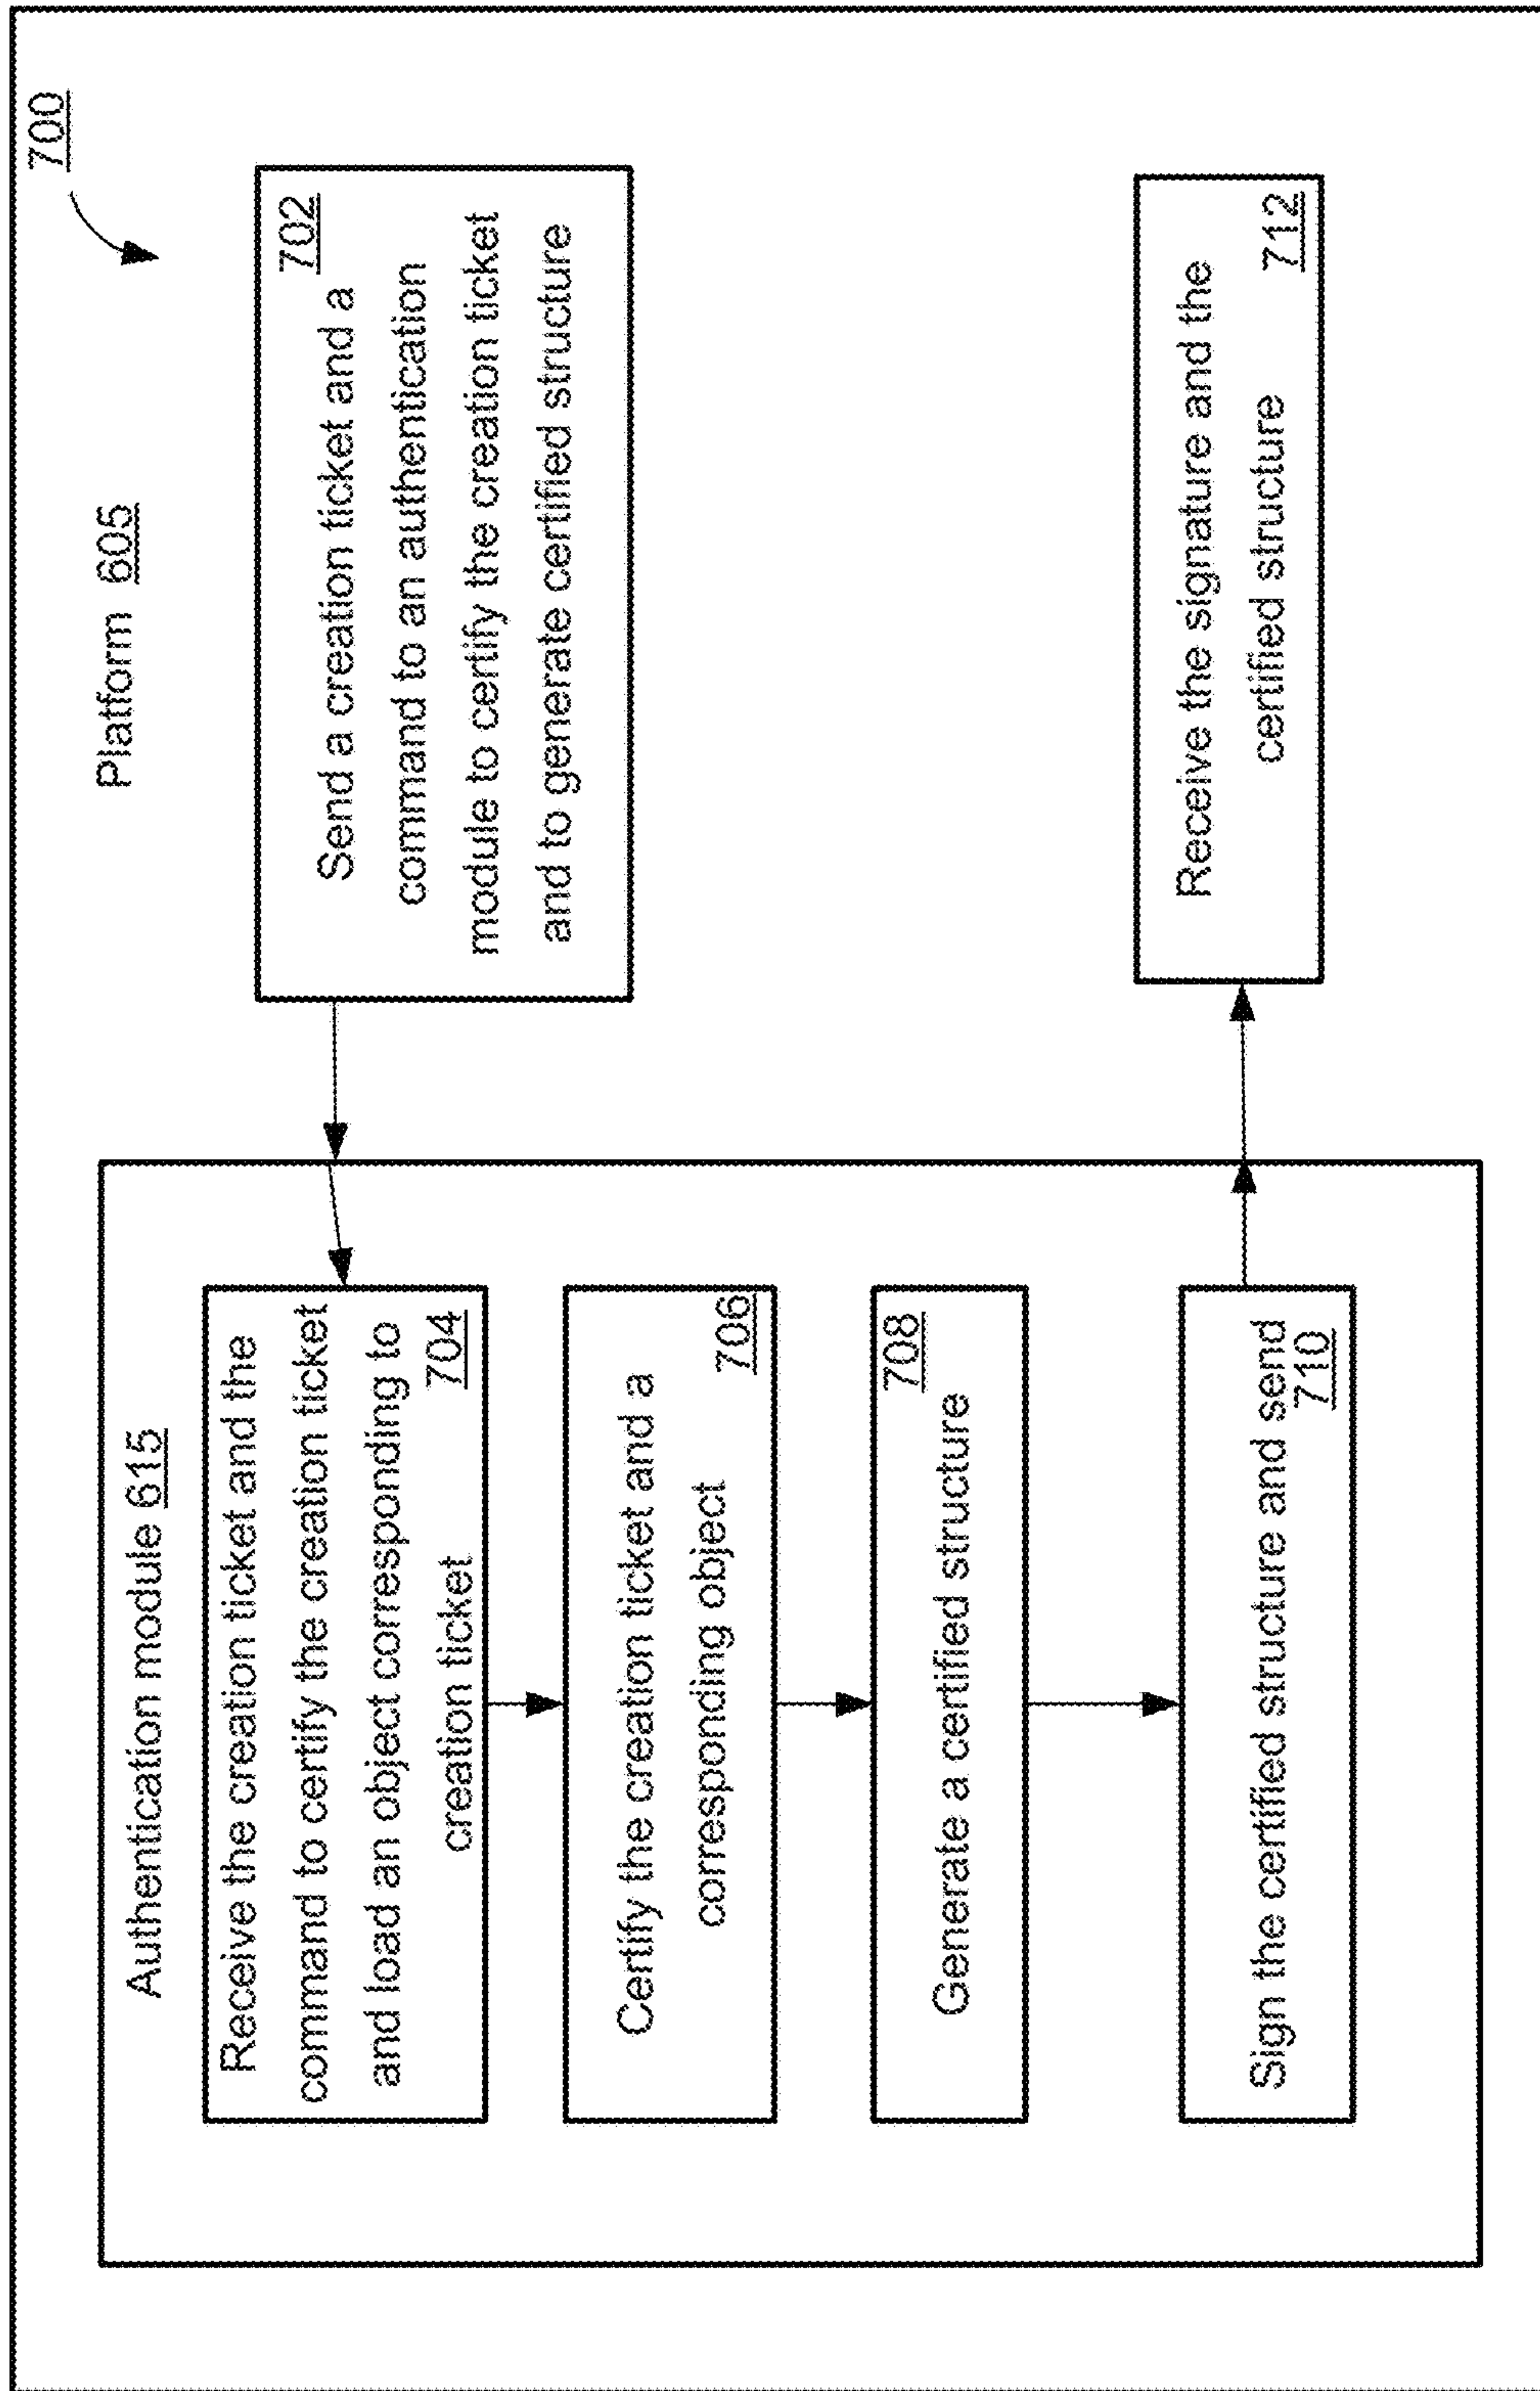 700
Platform 605
702
Send a creation ticket and a
command to an authentication
module to certify the creation ticket
and to generate certified structure
Authentication module 615
Receive the creation ticket and the
command to certify the creation ticket
and load an object corresponding to
704
creation ticket
Certify the creation ticket and a
corresponding object
706
708
Generate a certified structure
Sign the certified structure and send
710
Receive the signature and the
certified structure
712